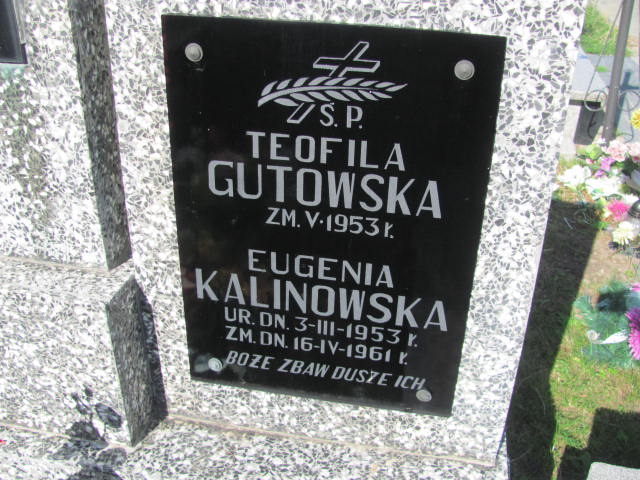 Ś.P.
TEOFILA
GUTOWSKA
ZM. V-1953 r.
EUGENIA
KALINOWSKA
UR. DN. 3-III-1953 r.
ZM. DN. 16-IV-1961 r.
BOŻE ZBAW DUSZE ICH